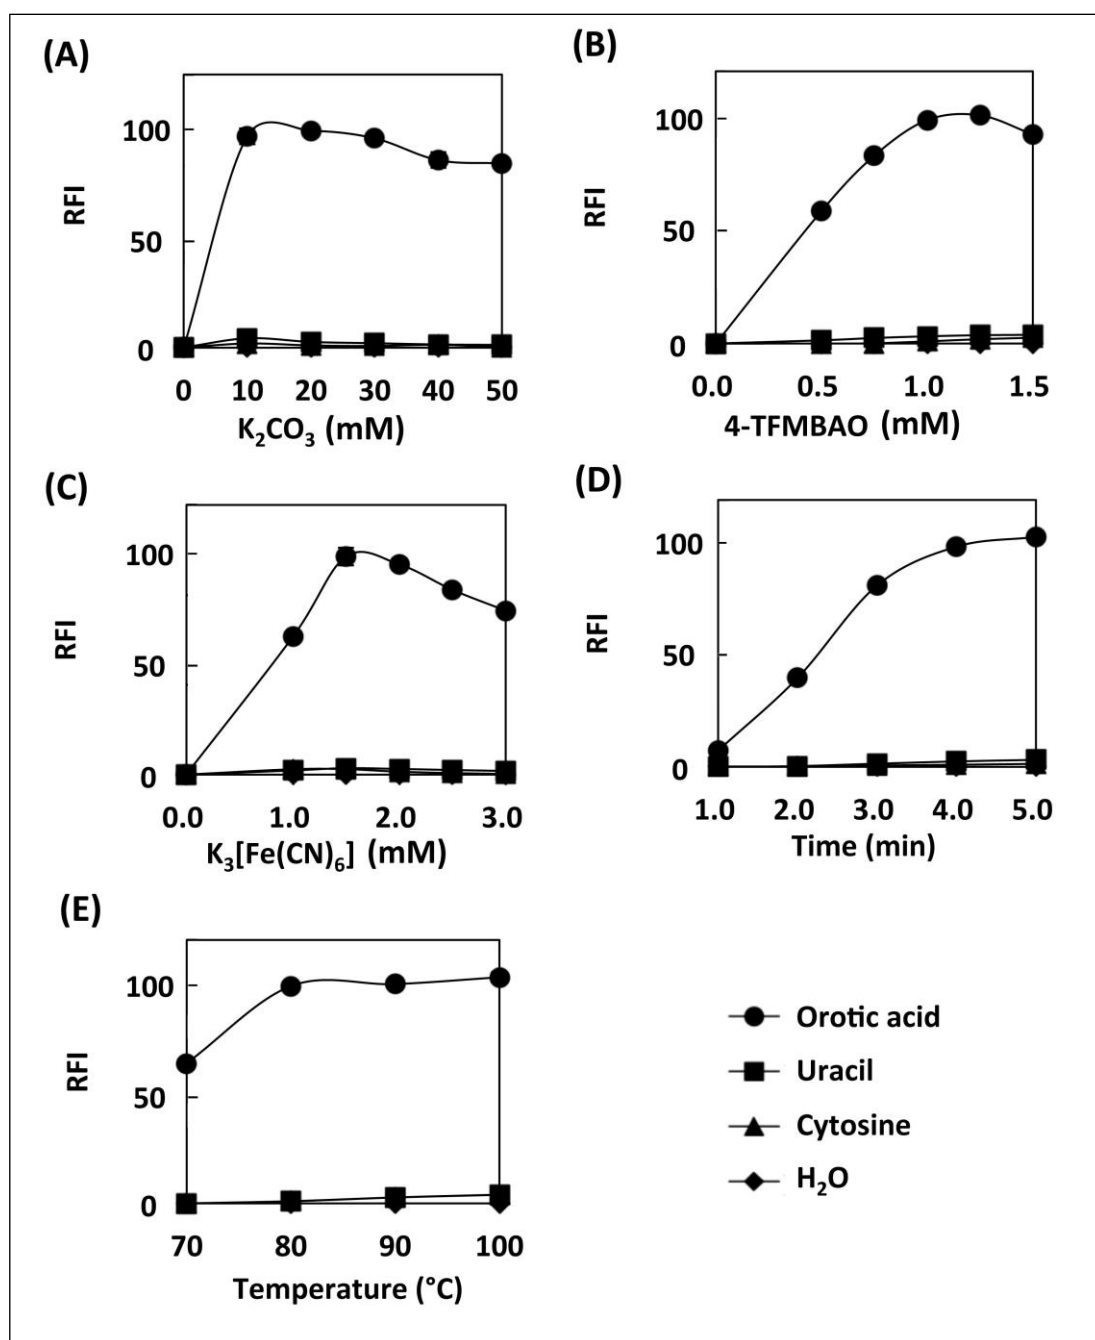 (A)
RFI
100
50
0
0 10 20 30 40 50
K₂CO₃ (mM)
(B)
RFI
100
50
0
0.0 0.5 1.0 1.5
4-TFMBAO (mM)
(C)
RFI
100
50
0
0.0 1.0 2.0 3.0
K₃[Fe(CN)₆] (mM)
(D)
RFI
100
50
0
1.0 2.0 3.0 4.0 5.0
Time (min)
(E)
RFI
100
50
0
70 80 90 100
Temperature (°C)
Orotic acid
Uracil
Cytosine
H₂O